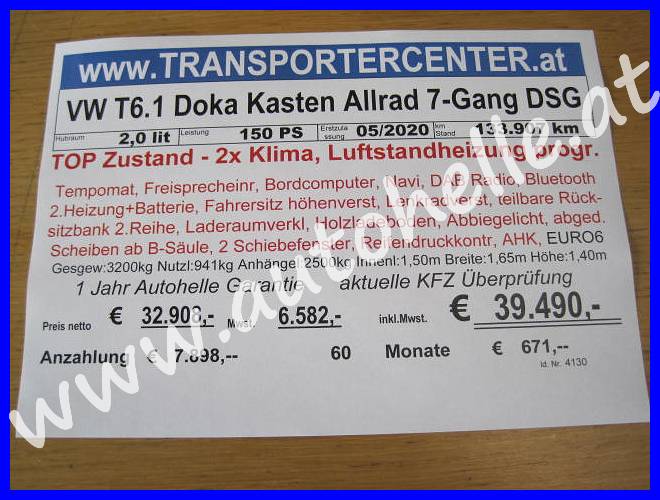 www.TRANSPORTERCENTER.at
VW T6.1 Doka Kasten Allrad 7-Gang DSG
Hubraum 2,0 lit Leistung 150 PS Erstzulassung 05/2020 km Stand 133.907 km
TOP Zustand - 2x Klima, Luftstandheizung progr.
Tempomat, Freisprecheinr, Bordcomputer, Navi, DAB Radio, Bluetooth
2.Heizung+Batterie, Fahrersitz höhenverst, Lenkradverst, teilbare Rück-
sitzbank 2.Reihe, Laderaumverkl, Holzladeboden, Abbiegelicht, abged.
Scheiben ab B-Säule, 2 Schiebefenster, Reifendruckkontr, AHK, EURO6
Gesgew:3200kg Nutzl:941kg Anhängel:2500kg Innenl:1,50m Breite:1,65m Höhe:1,40m
1 Jahr Autohelle Garantie aktuelle KFZ Überprüfung
Preis netto € 32.908,- Mwst. 6.582,- inkl.Mwst. € 39.490,-
Anzahlung € 7.898,-- 60 Monate € 671,--
Id. Nr. 4130
www.autohelle.at